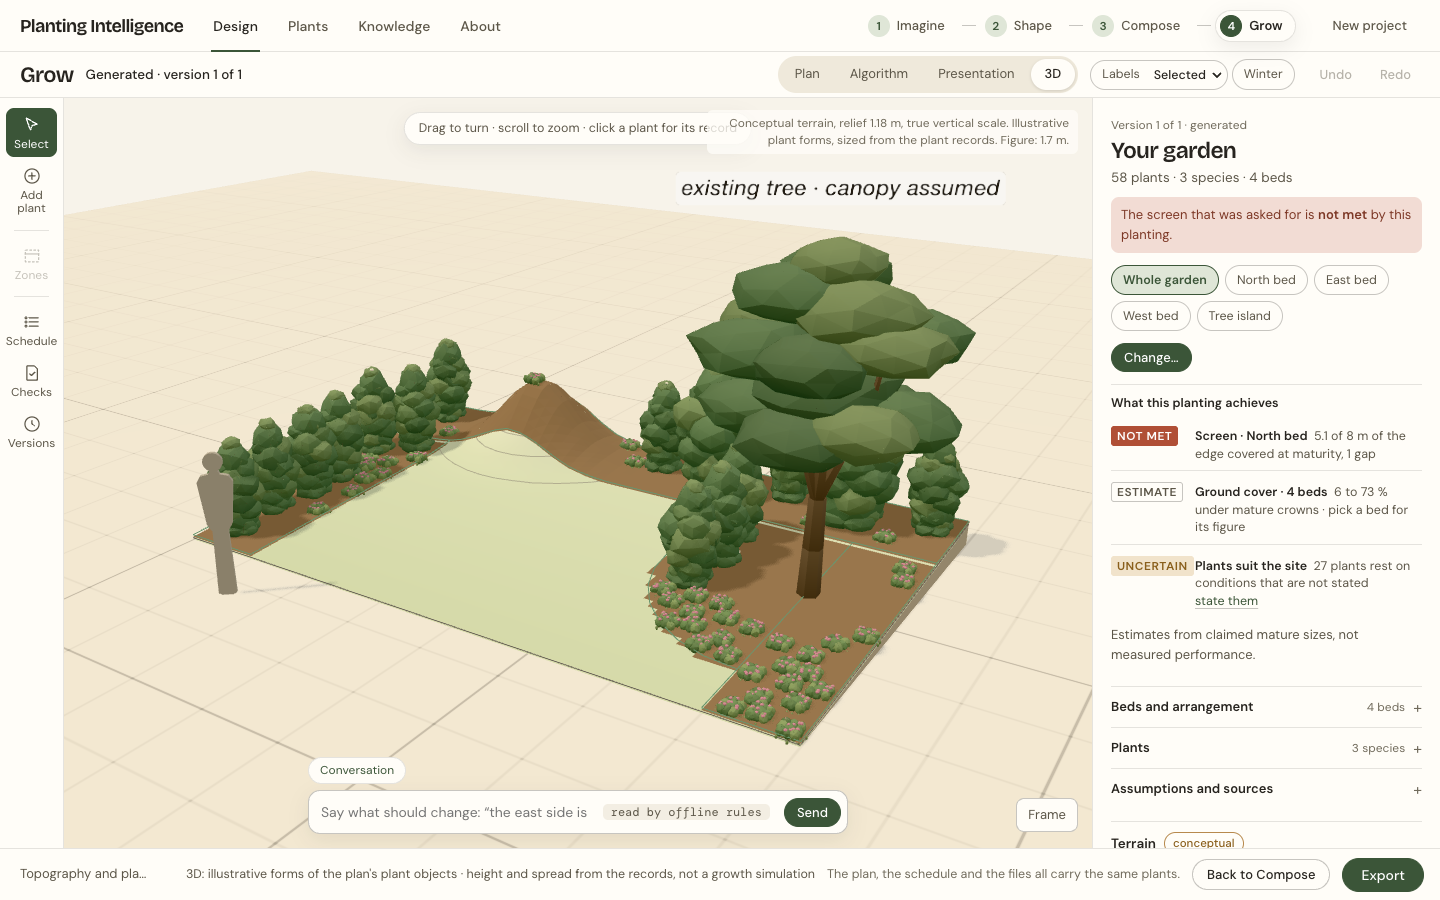 Planting Intelligence
Design
Plants
Knowledge
About
1 Imagine
2 Shape
3 Compose
4 Grow
New project
Grow
Generated · version 1 of 1
Plan
Algorithm
Presentation
3D
Labels Selected
Winter
Undo
Redo
Select
Add
plant
Zones
Schedule
Checks
Versions
Drag to turn · scroll to zoom · click a plant for its record
Conceptual terrain, relief 1.18 m, true vertical scale. Illustrative
plant forms, sized from the plant records. Figure: 1.7 m.
existing tree · canopy assumed
Conversation
Say what should change: “the east side is
read by offline rules
Send
Frame
Version 1 of 1 · generated
Your garden
58 plants · 3 species · 4 beds
The screen that was asked for is not met by this
planting.
Whole garden
North bed
East bed
West bed
Tree island
Change…
What this planting achieves
NOT MET
Screen · North bed 5.1 of 8 m of the
edge covered at maturity, 1 gap
ESTIMATE
Ground cover · 4 beds 6 to 73 %
under mature crowns · pick a bed for
its figure
UNCERTAIN
Plants suit the site 27 plants rest on
conditions that are not stated
state them
Estimates from claimed mature sizes, not
measured performance.
Beds and arrangement 4 beds +
Plants 3 species +
Assumptions and sources +
Terrain conceptual
Topography and pla…
3D: illustrative forms of the plan's plant objects · height and spread from the records, not a growth simulation
The plan, the schedule and the files all carry the same plants.
Back to Compose
Export